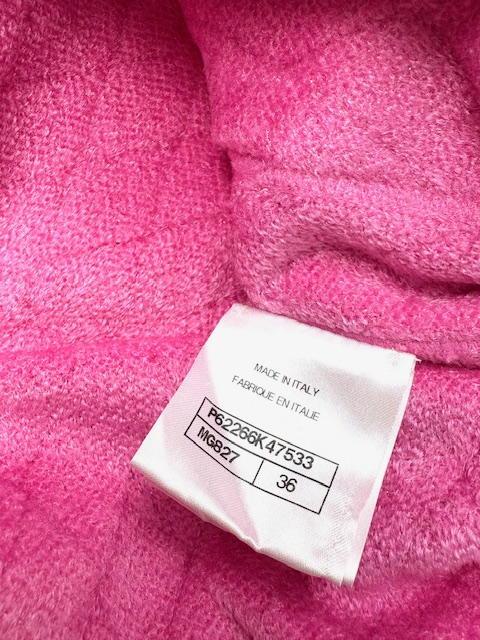 MADE IN ITALY
FABRIQUE EN ITALIE
P62266K47533
MG827 36